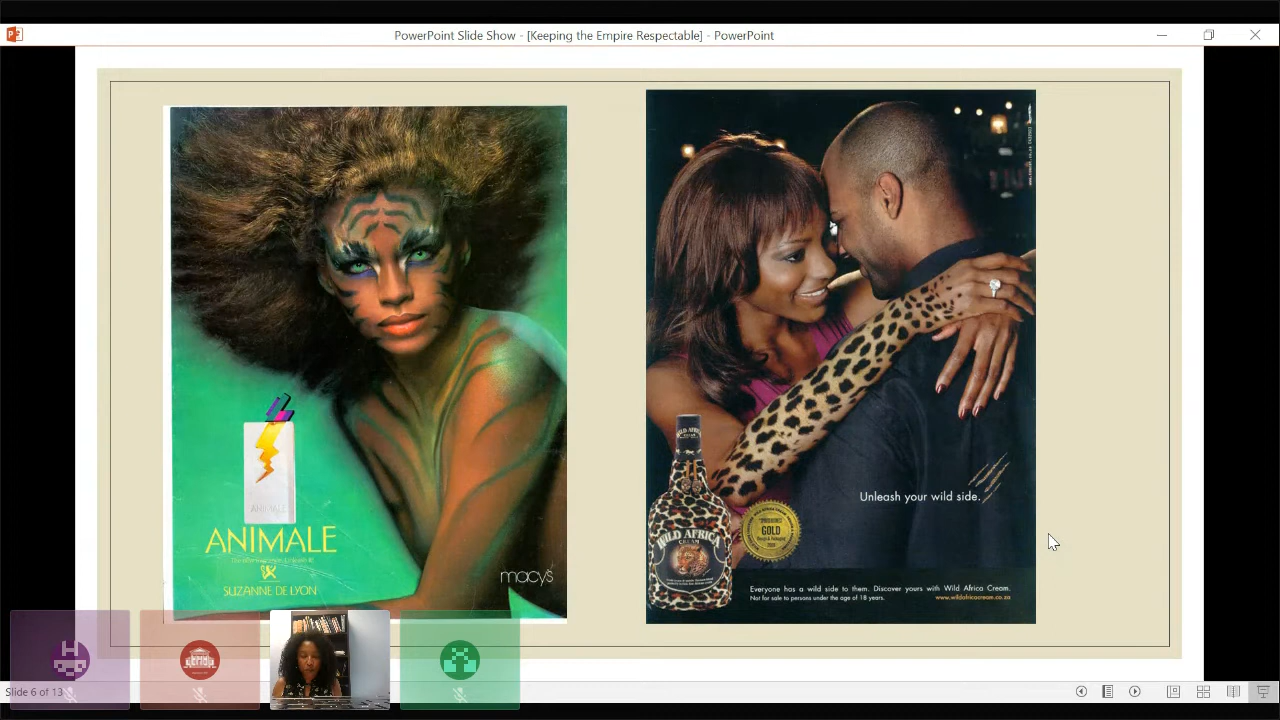 PowerPoint Slide Show - [Keeping the Empire Respectable] - PowerPoint
ANIMALE
ANIMALE
SUZANNE DE LYON
macy's
WILD AFRICA
CREAM
GOLD
Unleash your wild side.
Everyone has a wild side to them. Discover yours with Wild Africa Cream.
Not for sale to persons under the age of 18 years.
www.wildafricacream.co.za
Slide 6 of 13